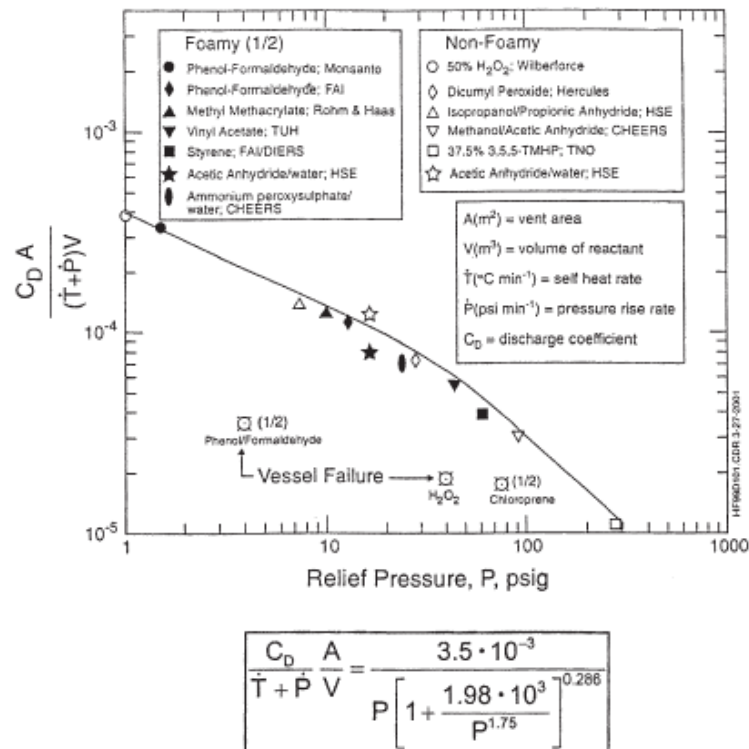 Foamy (1/2)
Phenol-Formaldehyde; Monsanto
Phenol-Formaldehyde; FAI
Methyl Methacrylate; Rohm & Haas
Vinyl Acetate; TUH
Styrene; FAI/DIERS
Acetic Anhydride/water; HSE
Ammonium peroxysulphate/
water; CHEERS
Non-Foamy
50% H₂O₂; Wilberforce
Dicumyl Peroxide; Hercules
Isopropanol/Propionic Anhydride; HSE
Methanol/Acetic Anhydride; CHEERS
37.5% 3,5,5-TMHP; TNO
Acetic Anhydride/water; HSE
A(m²) = vent area
V(m³) = volume of reactant
Ṫ(°C min⁻¹) = self heat rate
Ṗ(psi min⁻¹) = pressure rise rate
C_D = discharge coefficient
10⁻³
10⁻⁴
10⁻⁵
C_D A
(Ṫ+Ṗ)V
(1/2)
Phenol/Formaldehyde
Vessel Failure
H₂O₂
(1/2)
Chloroprene
1 10 100 1000
Relief Pressure, P, psig
HF99D101.CDR 3-27-2001
C_D / (Ṫ + Ṗ) A / V = 3.5 · 10⁻³ / P [1 + 1.98 · 10³ / P^1.75]^0.286